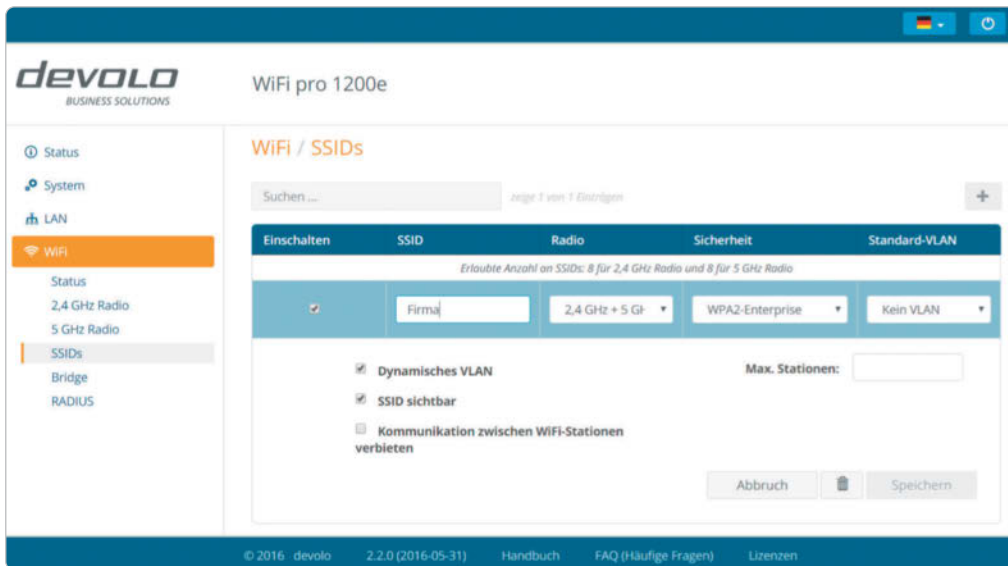 devolo
BUSINESS SOLUTIONS
WiFi pro 1200e
Status
System
LAN
WiFi
Status
2,4 GHz Radio
5 GHz Radio
SSIDs
Bridge
RADIUS
WiFi / SSIDs
Suchen ...
zeige 1 von 1 Einträgen
+
Einschalten SSID Radio Sicherheit Standard-VLAN
Erlaubte Anzahl an SSIDs: 8 für 2,4 GHz Radio und 8 für 5 GHz Radio
Firma 2,4 GHz + 5 GH WPA2-Enterprise Kein VLAN
Dynamisches VLAN
Max. Stationen:
SSID sichtbar
Kommunikation zwischen WiFi-Stationen
verbieten
Abbruch Speichern
© 2016 devolo 2.2.0 (2016-05-31) Handbuch FAQ (Häufige Fragen) Lizenzen